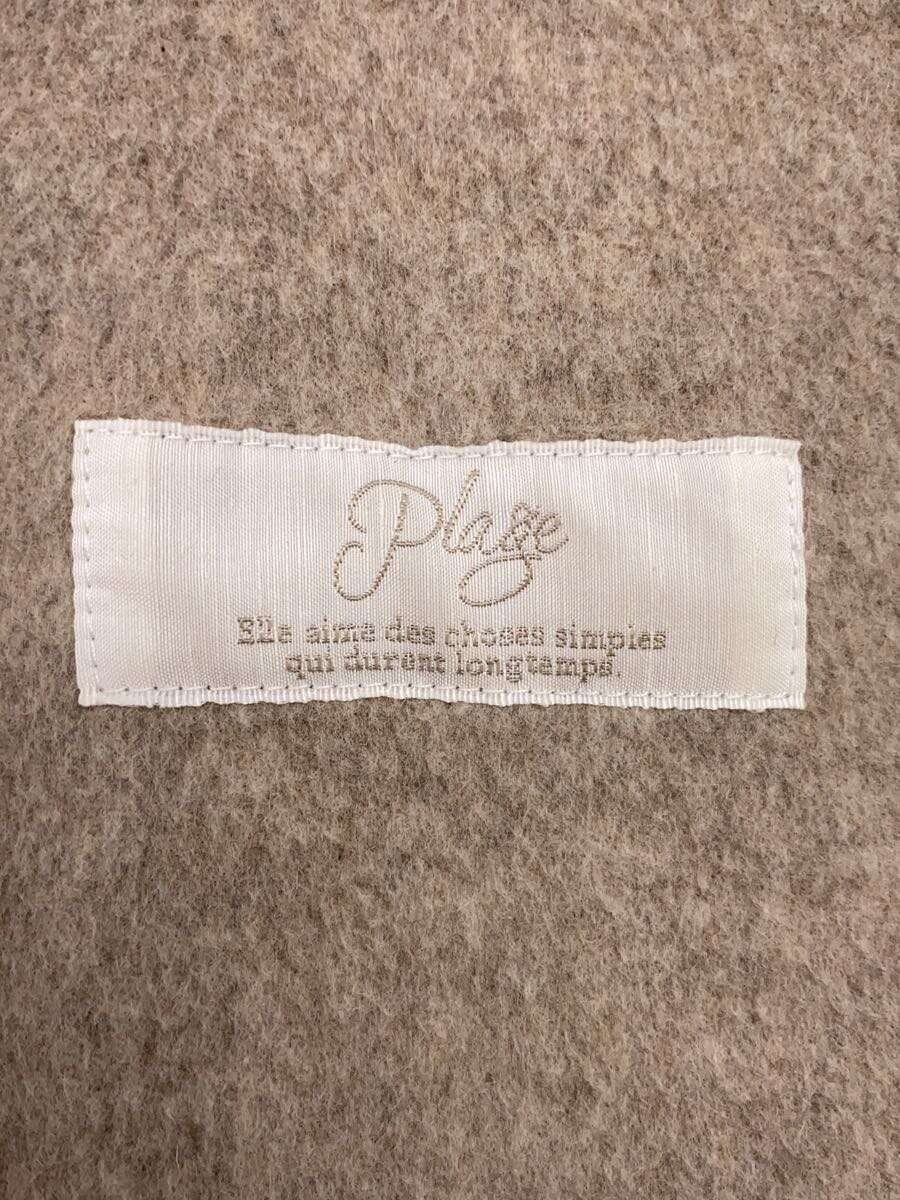 Plage
Elle aime des choses simples
qui durent longtemps.